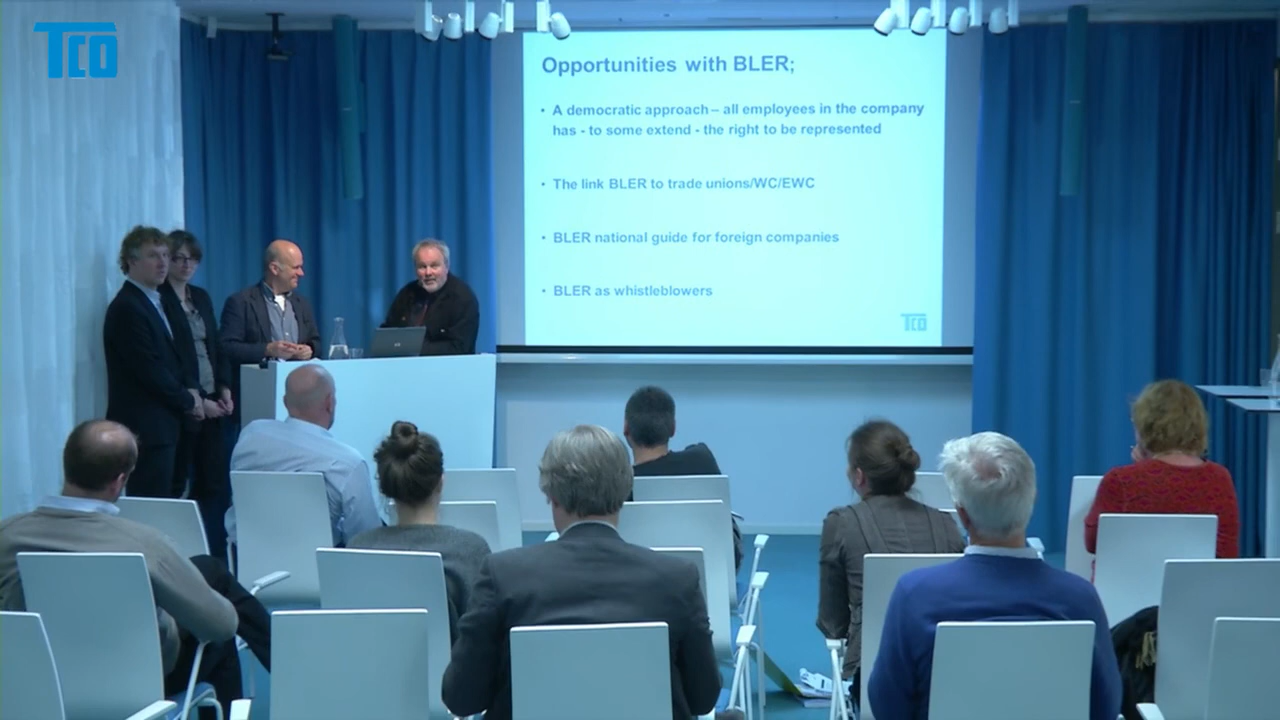 TCO
Opportunities with BLER;
• A democratic approach – all employees in the company
has - to some extend - the right to be represented
• The link BLER to trade unions/WC/EWC
• BLER national guide for foreign companies
• BLER as whistleblowers
TCO